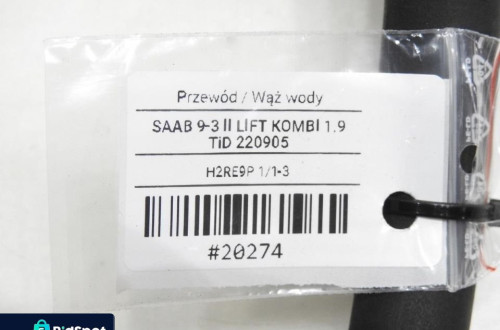 Przewód / Wąż wody
SAAB 9-3 II LIFT KOMBI 1.9
TiD 220905
H2RE9P 1/1-3
#20274